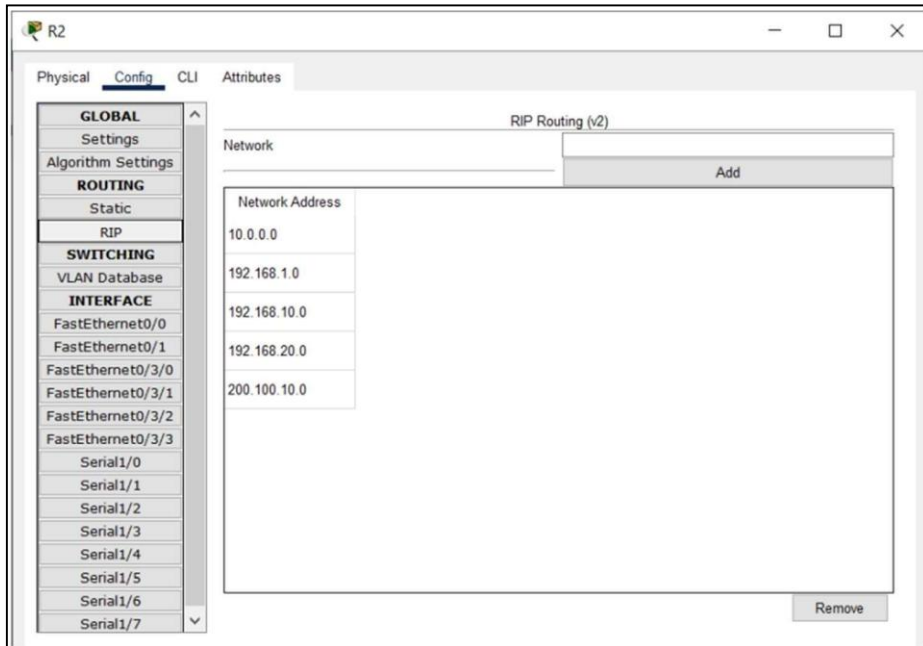 R2
Physical Config CLI Attributes
GLOBAL
Settings
Algorithm Settings
ROUTING
Static
RIP
SWITCHING
VLAN Database
INTERFACE
FastEthernet0/0
FastEthernet0/1
FastEthernet0/3/0
FastEthernet0/3/1
FastEthernet0/3/2
FastEthernet0/3/3
Serial1/0
Serial1/1
Serial1/2
Serial1/3
Serial1/4
Serial1/5
Serial1/6
Serial1/7
RIP Routing (v2)
Network
Add
Network Address
10.0.0.0
192.168.1.0
192.168.10.0
192.168.20.0
200.100.10.0
Remove